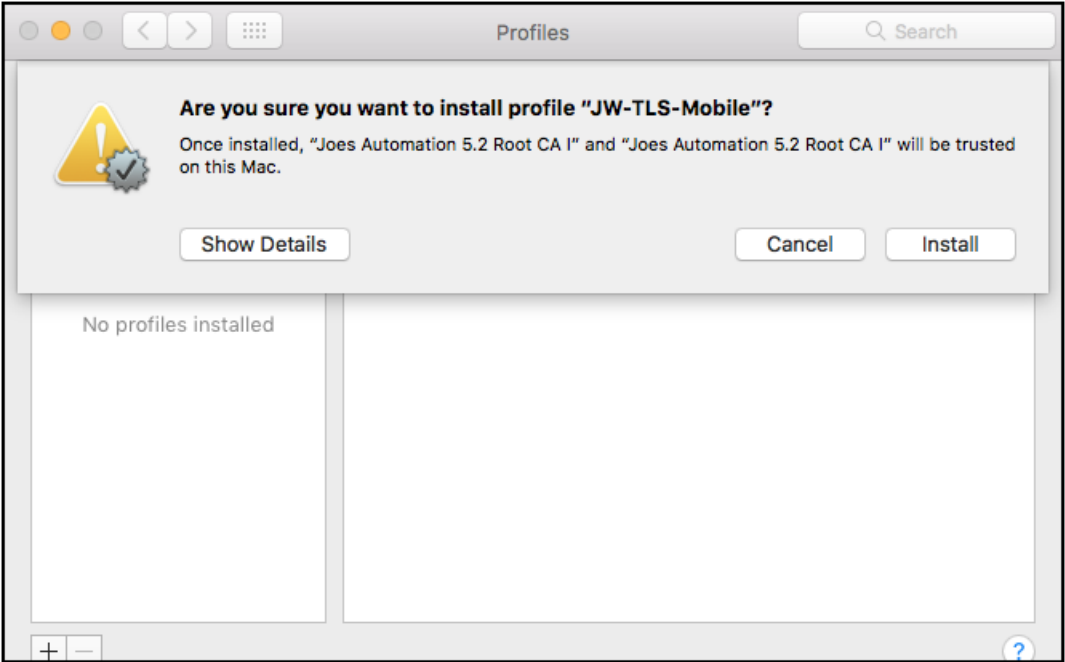 Profiles
Search
Are you sure you want to install profile “JW-TLS-Mobile”?
Once installed, “Joes Automation 5.2 Root CA I” and “Joes Automation 5.2 Root CA I” will be trusted
on this Mac.
Show Details
Cancel
Install
No profiles installed
+
−
?